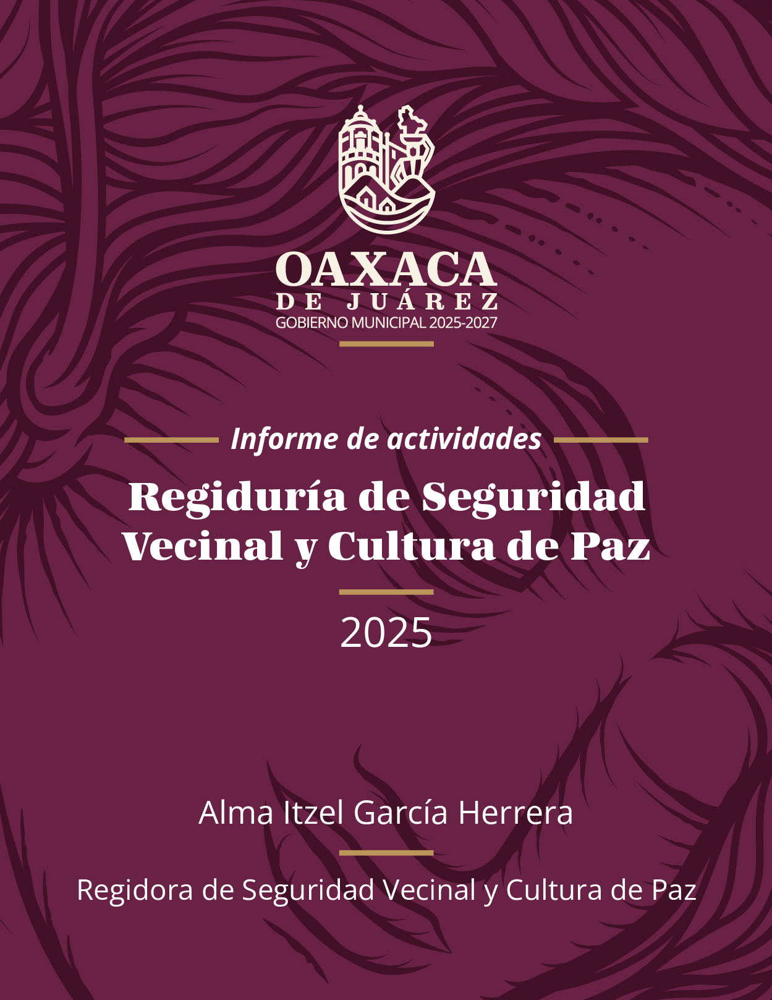 OAXACA
DE JUÁREZ
GOBIERNO MUNICIPAL 2025-2027
Informe de actividades
Regiduría de Seguridad
Vecinal y Cultura de Paz
2025
Alma Itzel García Herrera
Regidora de Seguridad Vecinal y Cultura de Paz